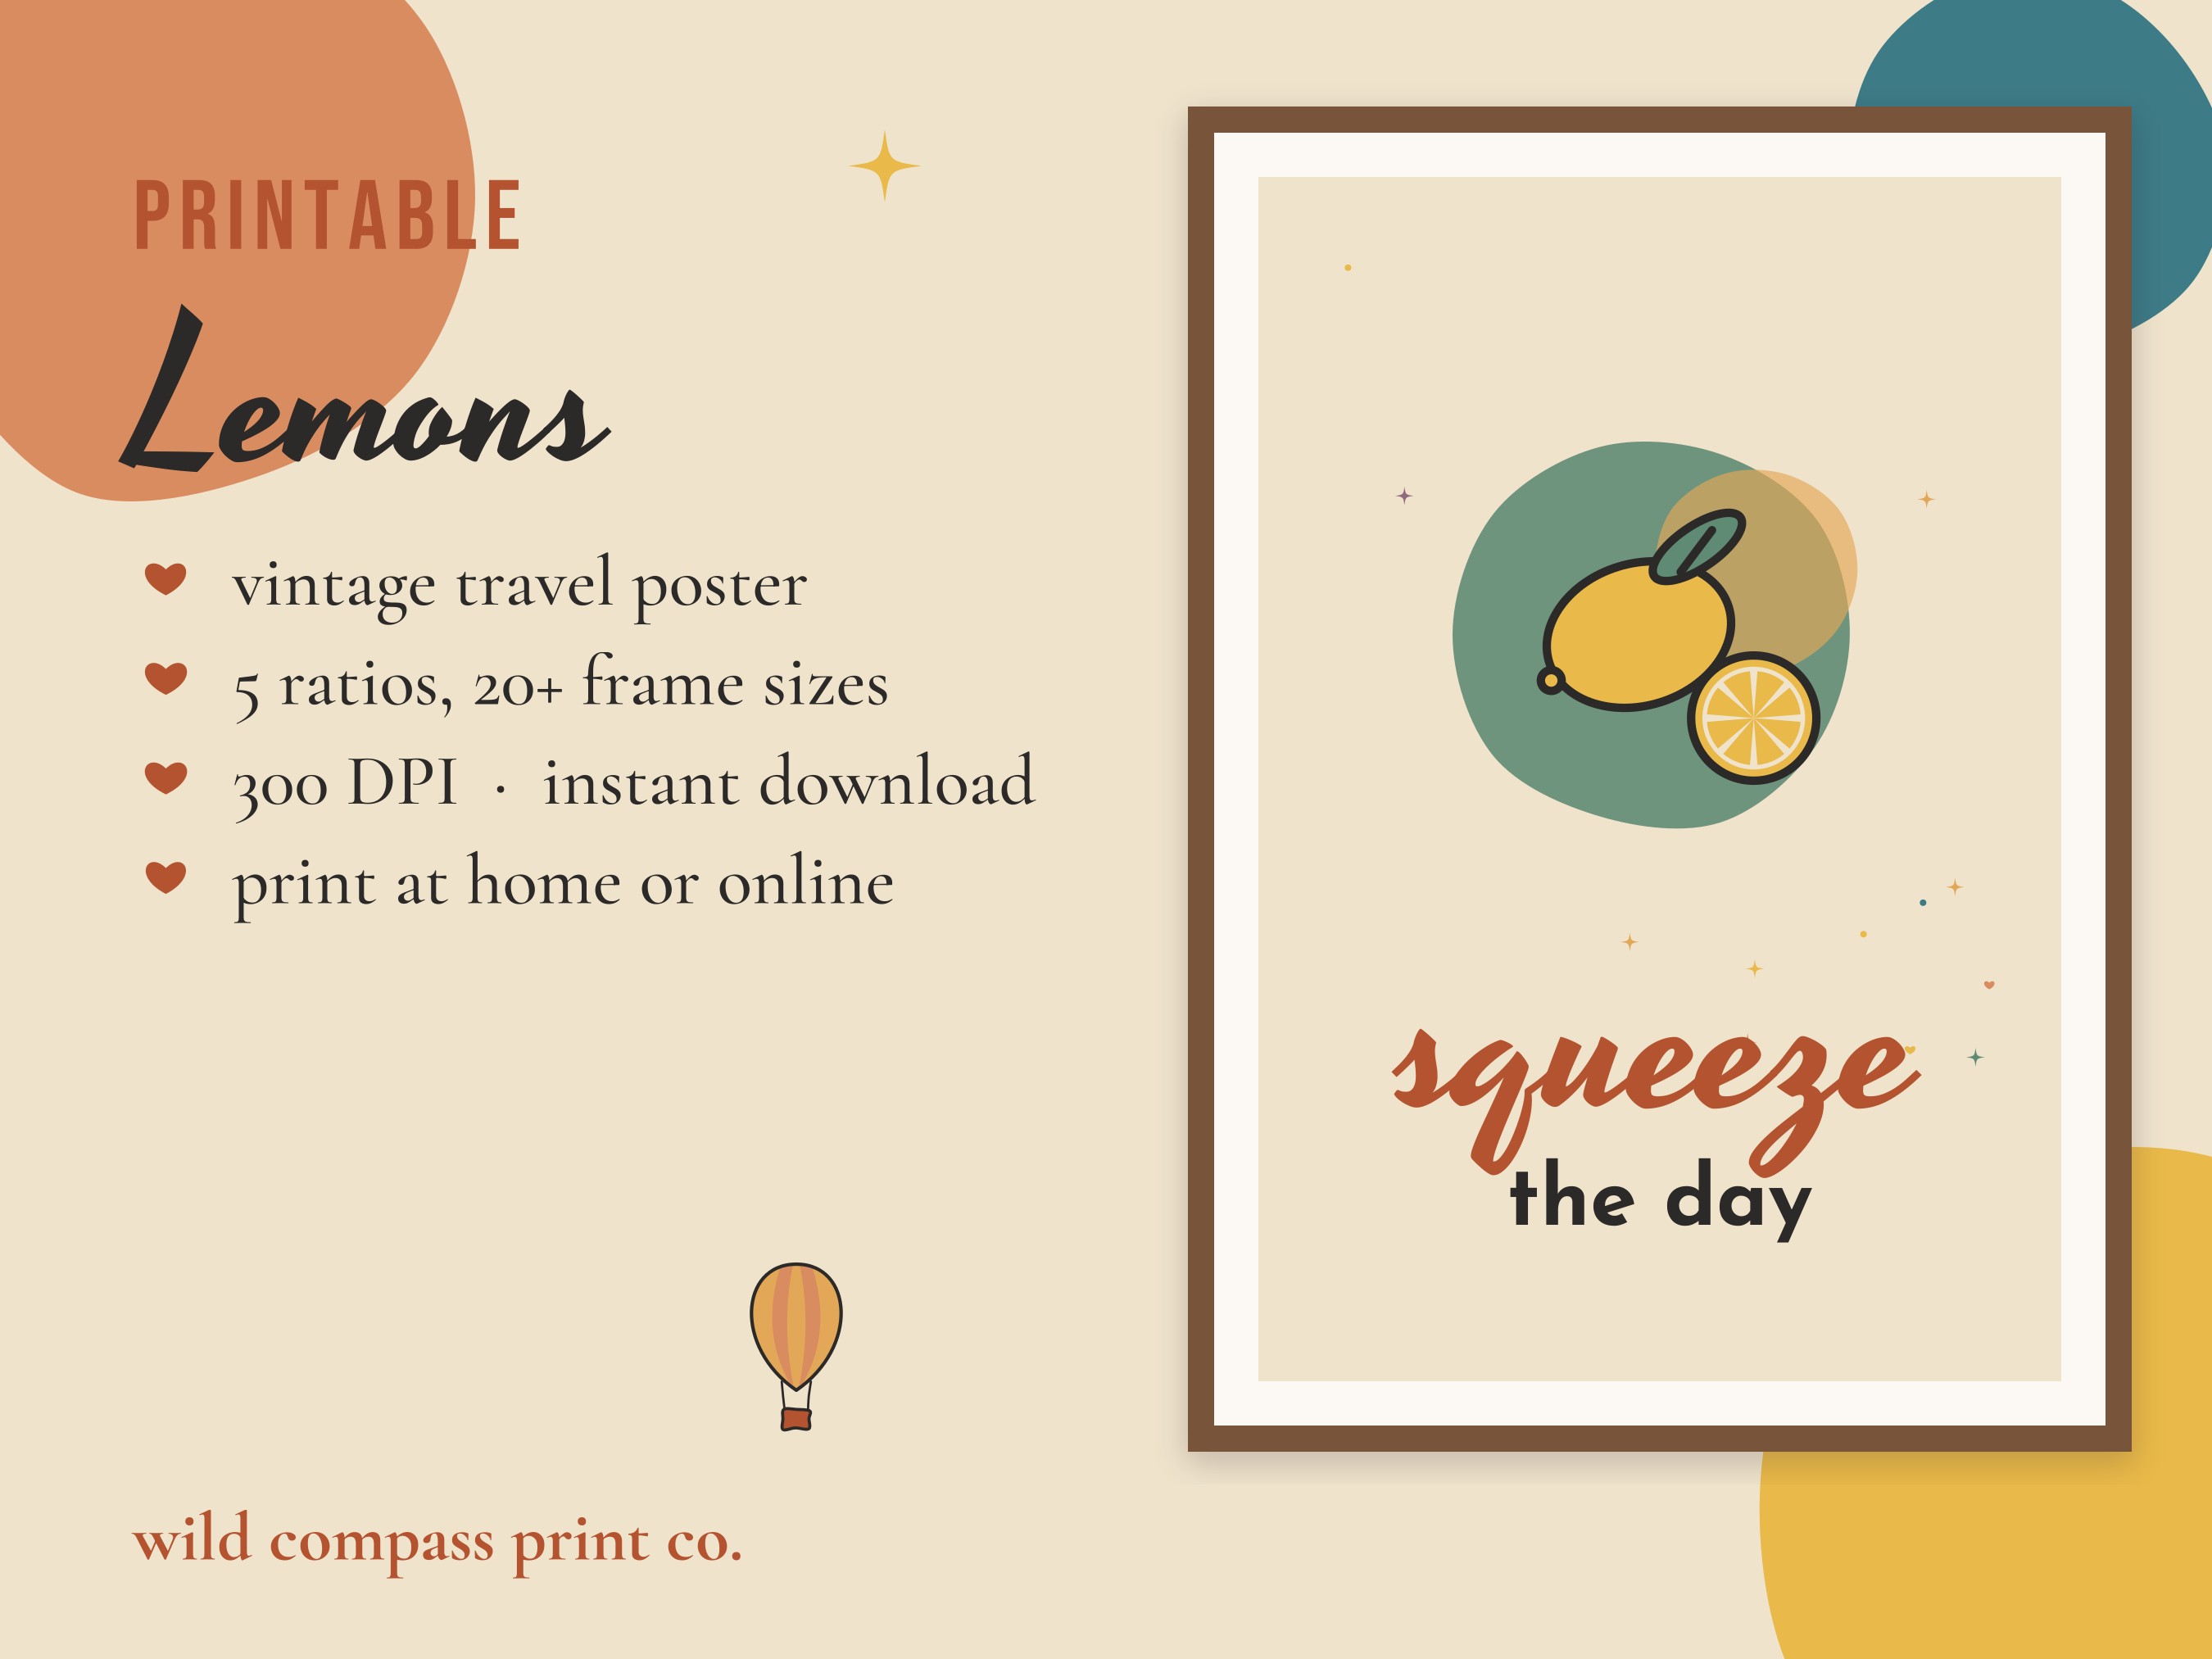 PRINTABLE
Lemons
vintage travel poster
5 ratios, 20+ frame sizes
300 DPI · instant download
print at home or online
wild compass print co.
squeeze
the day